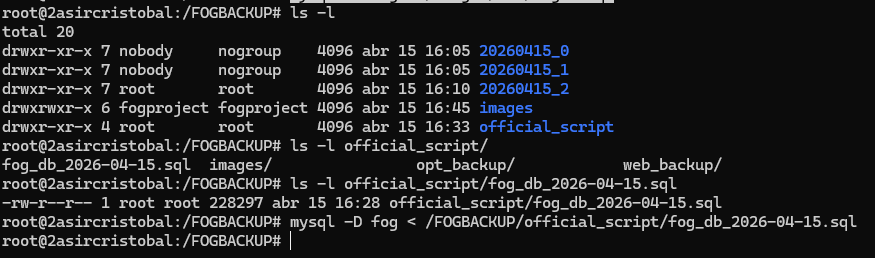 root@2asircristobal:/FOGBACKUP# ls -l
total 20
drwxr-xr-x 7 nobody     nogroup    4096 abr 15 16:05 20260415_0
drwxr-xr-x 7 nobody     nogroup    4096 abr 15 16:05 20260415_1
drwxr-xr-x 7 root       root       4096 abr 15 16:10 20260415_2
drwxrwxr-x 6 fogproject fogproject 4096 abr 15 16:45 images
drwxr-xr-x 4 root       root       4096 abr 15 16:33 official_script
root@2asircristobal:/FOGBACKUP# ls -l official_script/
fog_db_2026-04-15.sql  images/                opt_backup/            web_backup/
root@2asircristobal:/FOGBACKUP# ls -l official_script/fog_db_2026-04-15.sql
-rw-r--r-- 1 root root 228297 abr 15 16:28 official_script/fog_db_2026-04-15.sql
root@2asircristobal:/FOGBACKUP# mysql -D fog < /FOGBACKUP/official_script/fog_db_2026-04-15.sql
root@2asircristobal:/FOGBACKUP#